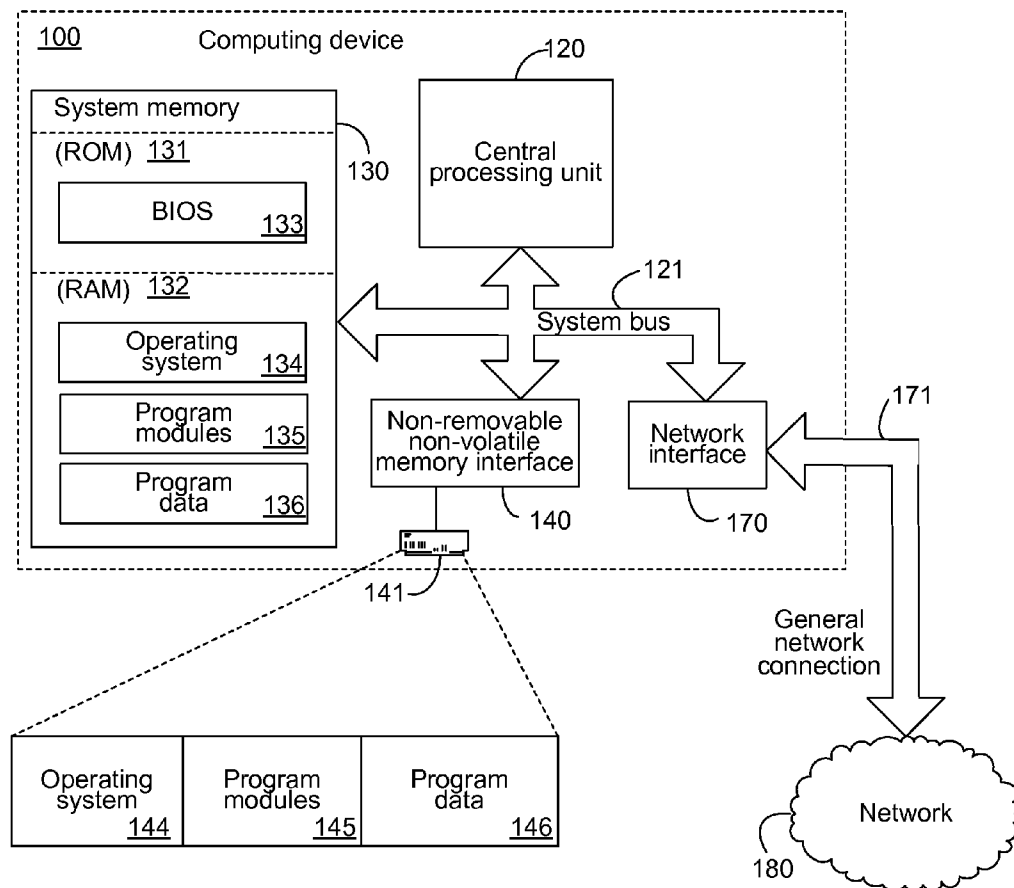 100
Computing device
120
System memory
(ROM) 131
130
BIOS
133
Central
processing unit
(RAM) 132
121
System bus
Operating
system
134
Program
modules
135
Program
data
136
Non-removable
non-volatile
memory interface
140
Network
interface
170
171
141
General
network
connection
Operating
system
144
Program
modules
145
Program
data
146
Network
180